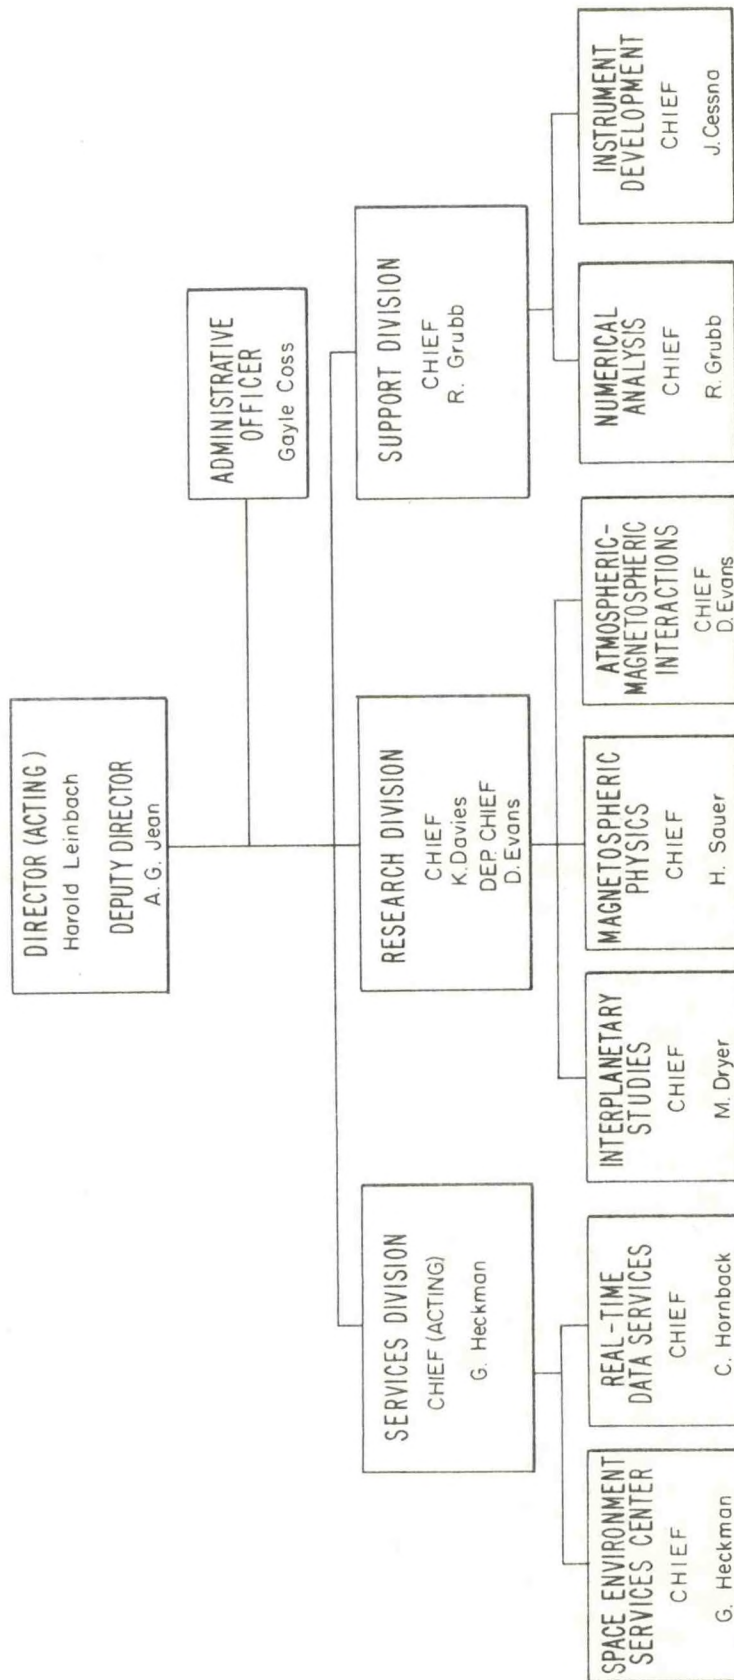 DIRECTOR (ACTING)
Harold Leinbach
DEPUTY DIRECTOR
A. G. Jean
ADMINISTRATIVE
OFFICER
Gayle Coss
SERVICES DIVISION
CHIEF (ACTING)
G. Heckman
RESEARCH DIVISION
CHIEF
K. Davies
DEP. CHIEF
D. Evans
SUPPORT DIVISION
CHIEF
R. Grubb
SPACE ENVIRONMENT
SERVICES CENTER
CHIEF
G. Heckman
REAL-TIME
DATA SERVICES
CHIEF
C. Hornback
INTERPLANETARY
STUDIES
CHIEF
M. Dryer
MAGNETOSPHERIC
PHYSICS
CHIEF
H. Sauer
ATMOSPHERIC-
MAGNETOSPHERIC
INTERACTIONS
CHIEF
D. Evans
NUMERICAL
ANALYSIS
CHIEF
R. Grubb
INSTRUMENT
DEVELOPMENT
CHIEF
J. Cessna